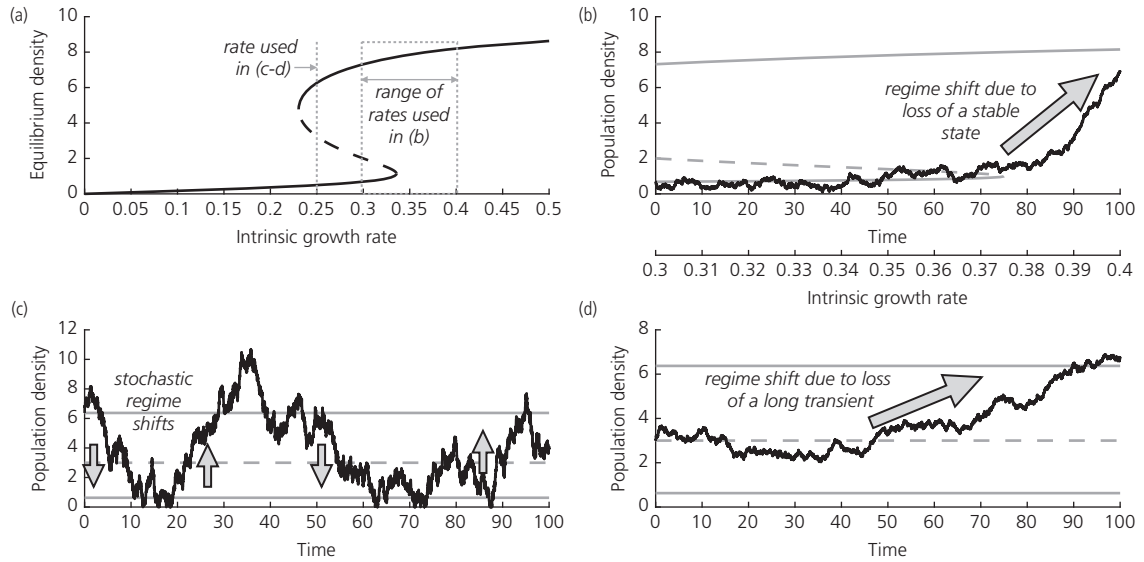 (a)
10
8
6
4
2
0
Equilibrium density
rate used
in (c-d)
range of
rates used
in (b)
0 0.05 0.1 0.15 0.2 0.25 0.3 0.35 0.4 0.45 0.5
Intrinsic growth rate
(b)
10
8
6
4
2
0
Population density
regime shift due to
loss of a stable
state
0 10 20 30 40 50 60 70 80 90 100
Time
0.3 0.31 0.32 0.33 0.34 0.35 0.36 0.37 0.38 0.39 0.4
Intrinsic growth rate
(c)
12
10
8
6
4
2
0
Population density
stochastic
regime
shifts
0 10 20 30 40 50 60 70 80 90 100
Time
(d)
8
6
4
2
0
Population density
regime shift due to loss
of a long transient
0 10 20 30 40 50 60 70 80 90 100
Time